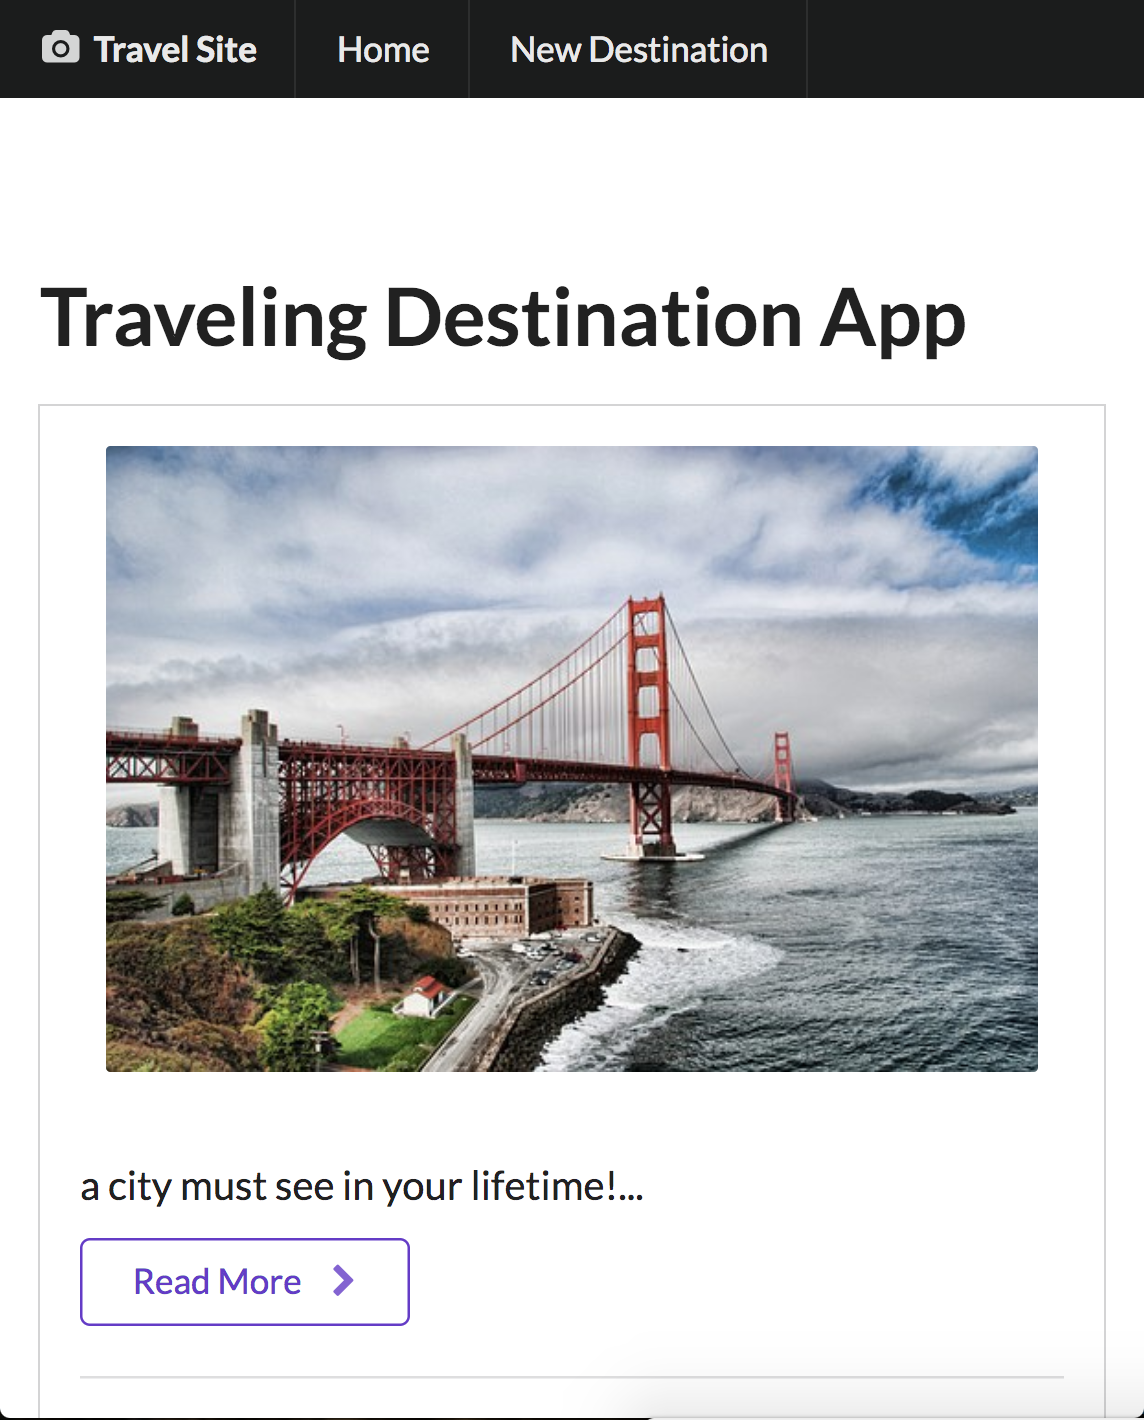 Travel Site Home New Destination
Traveling Destination App
a city must see in your lifetime!...
Read More